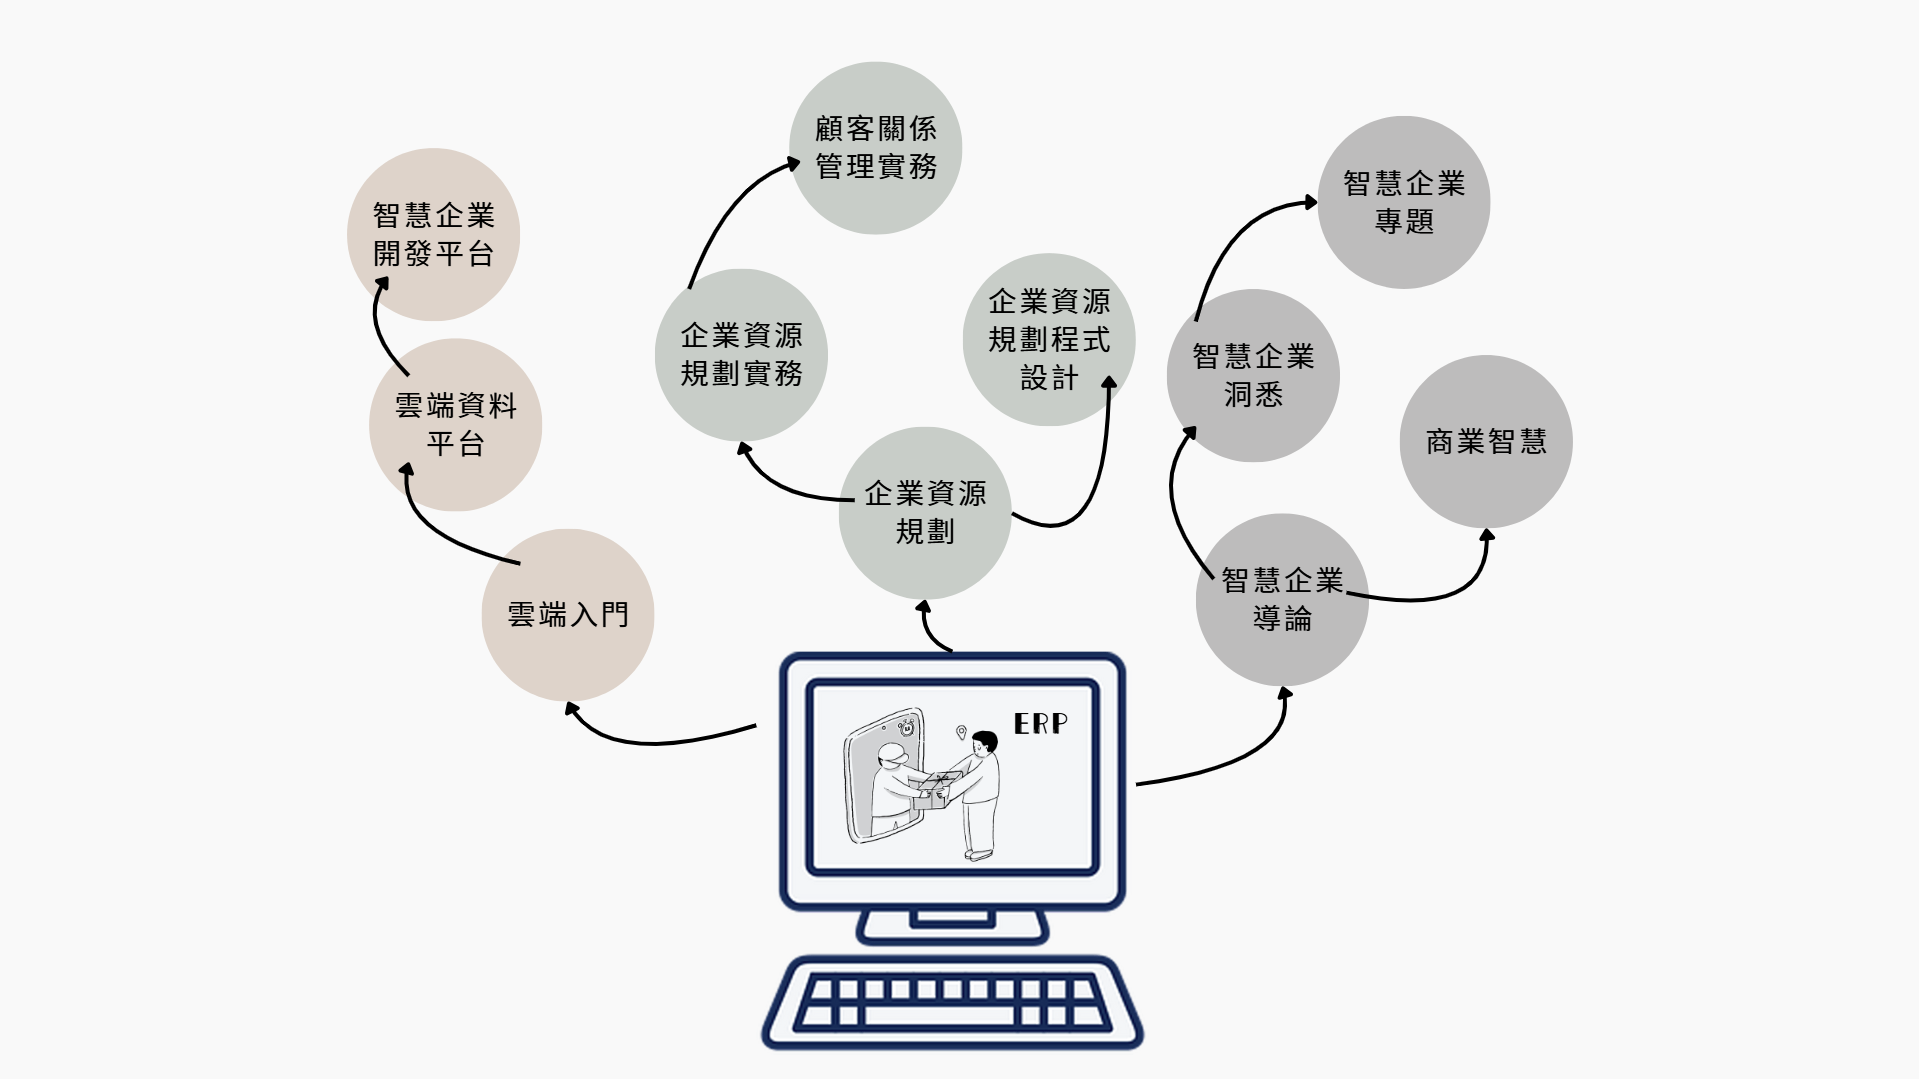 顧客關係
管理實務
智慧企業
專題
智慧企業
開發平台
企業資源
規劃實務
企業資源
規劃程式
設計
智慧企業
洞悉
雲端資料
平台
商業智慧
企業資源
規劃
智慧企業
導論
雲端入門
ERP